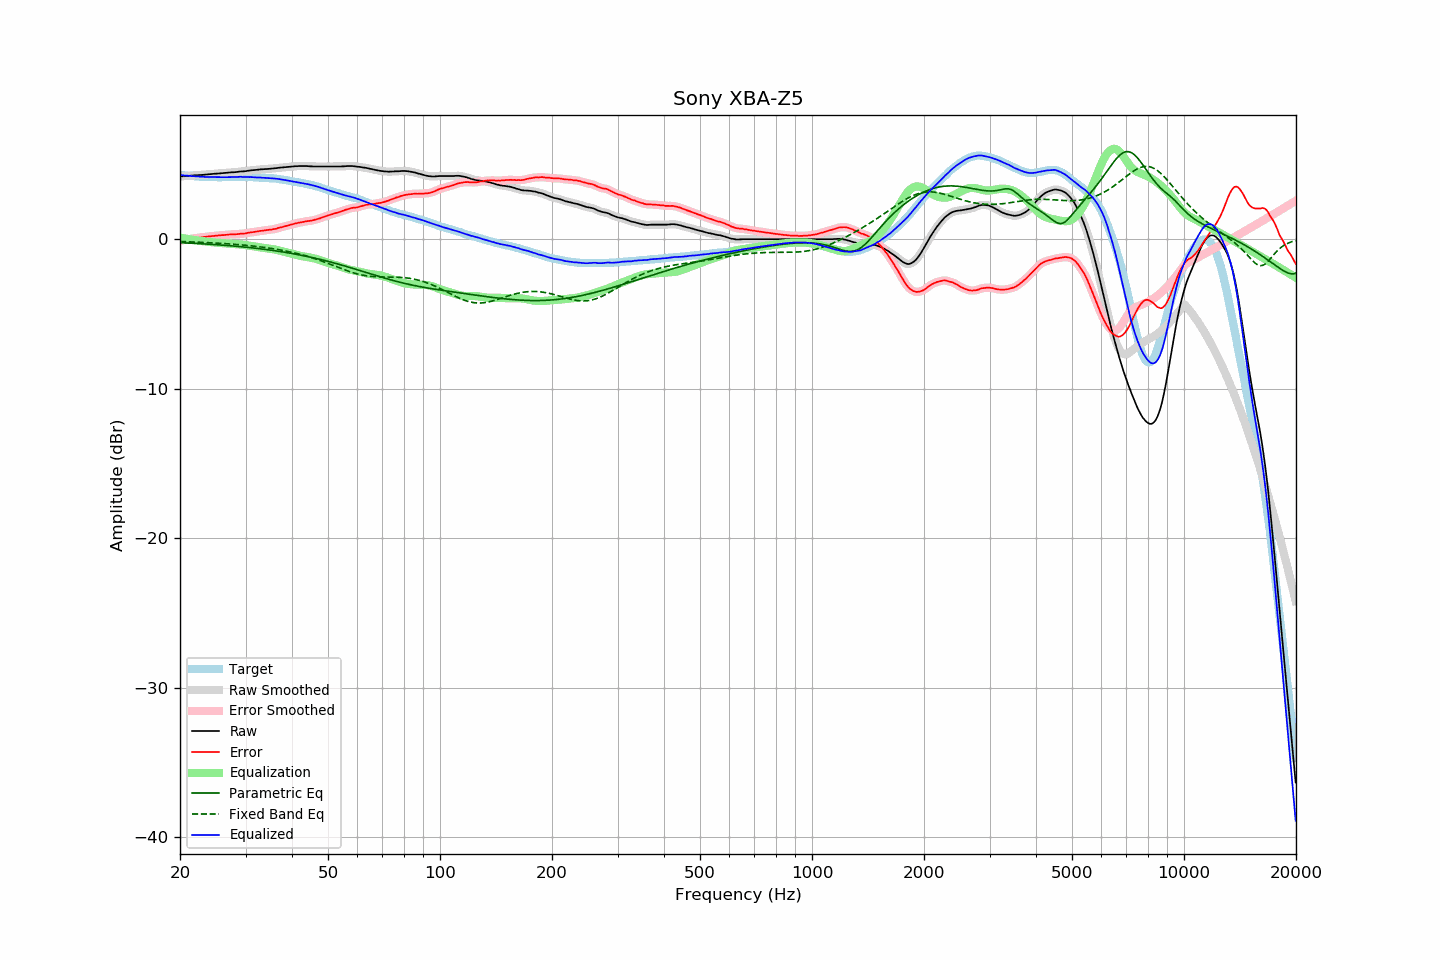 Sony XBA-Z5
Amplitude (dBr)
0
−10
−20
−30
−40
Target
Raw Smoothed
Error Smoothed
Raw
Error
Equalization
Parametric Eq
Fixed Band Eq
Equalized
20 50 100 200 500 1000 2000 5000 10000 20000
Frequency (Hz)